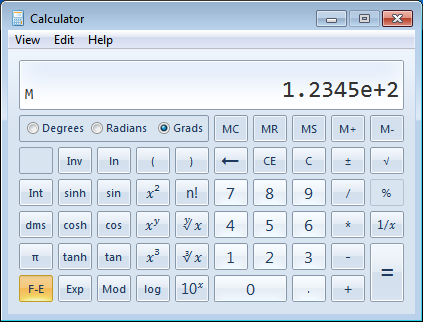 Calculator
View Edit Help
1.2345e+2
M
Degrees Radians Grads MC MR MS M+ M-
Inv ln ( ) ← CE C ± √
Int sinh sin x² n! 7 8 9 / %
dms cosh cos xʸ ʸ√x 4 5 6 * 1/x
π tanh tan x³ ³√x 1 2 3 - =
F-E Exp Mod log 10ˣ 0 . +